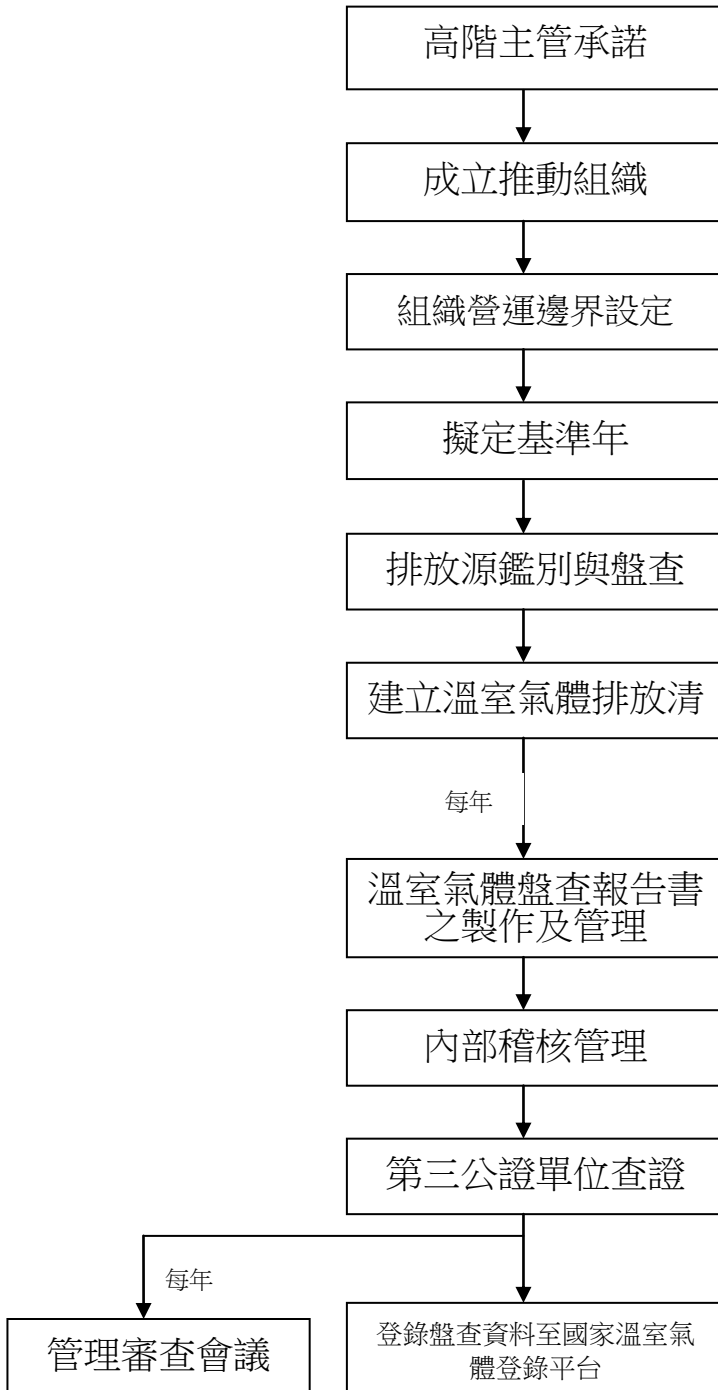 高階主管承諾
成立推動組織
組織營運邊界設定
擬定基準年
排放源鑑別與盤查
建立溫室氣體排放清
每年
溫室氣體盤查報告書
之製作及管理
內部稽核管理
第三公證單位查證
每年
管理審查會議
登錄盤查資料至國家溫室氣
體登錄平台